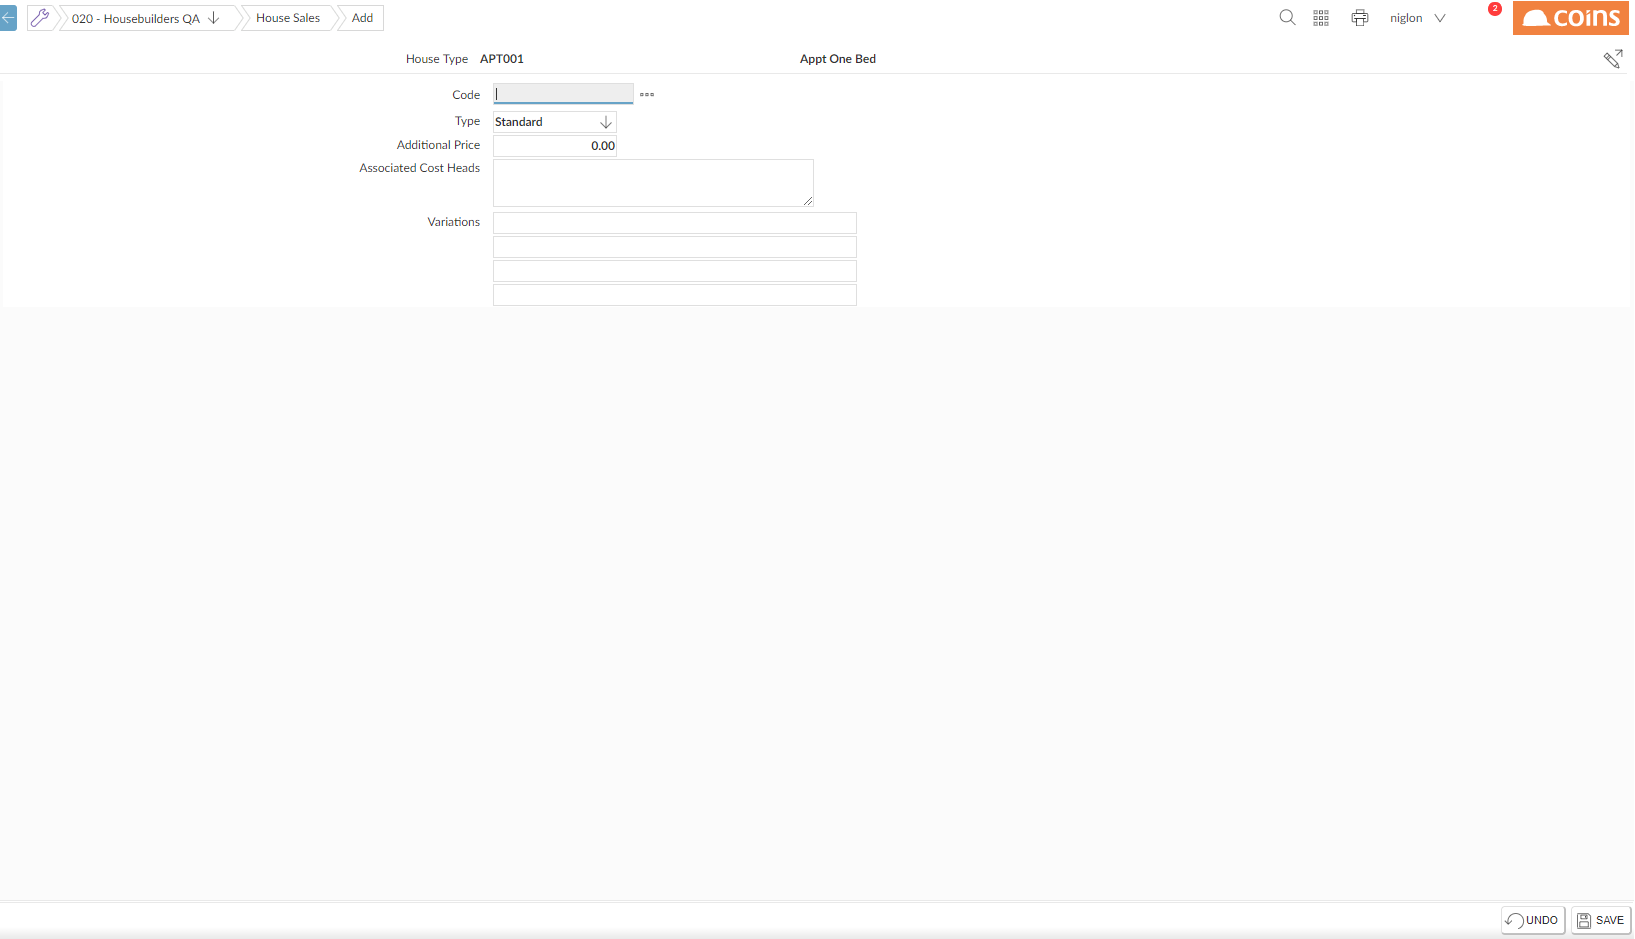 020 - Housebuilders QA
House Sales
Add
niglon
2
coins
House Type APT001 Appt One Bed
Code
Type Standard
Additional Price 0.00
Associated Cost Heads
Variations
UNDO
SAVE